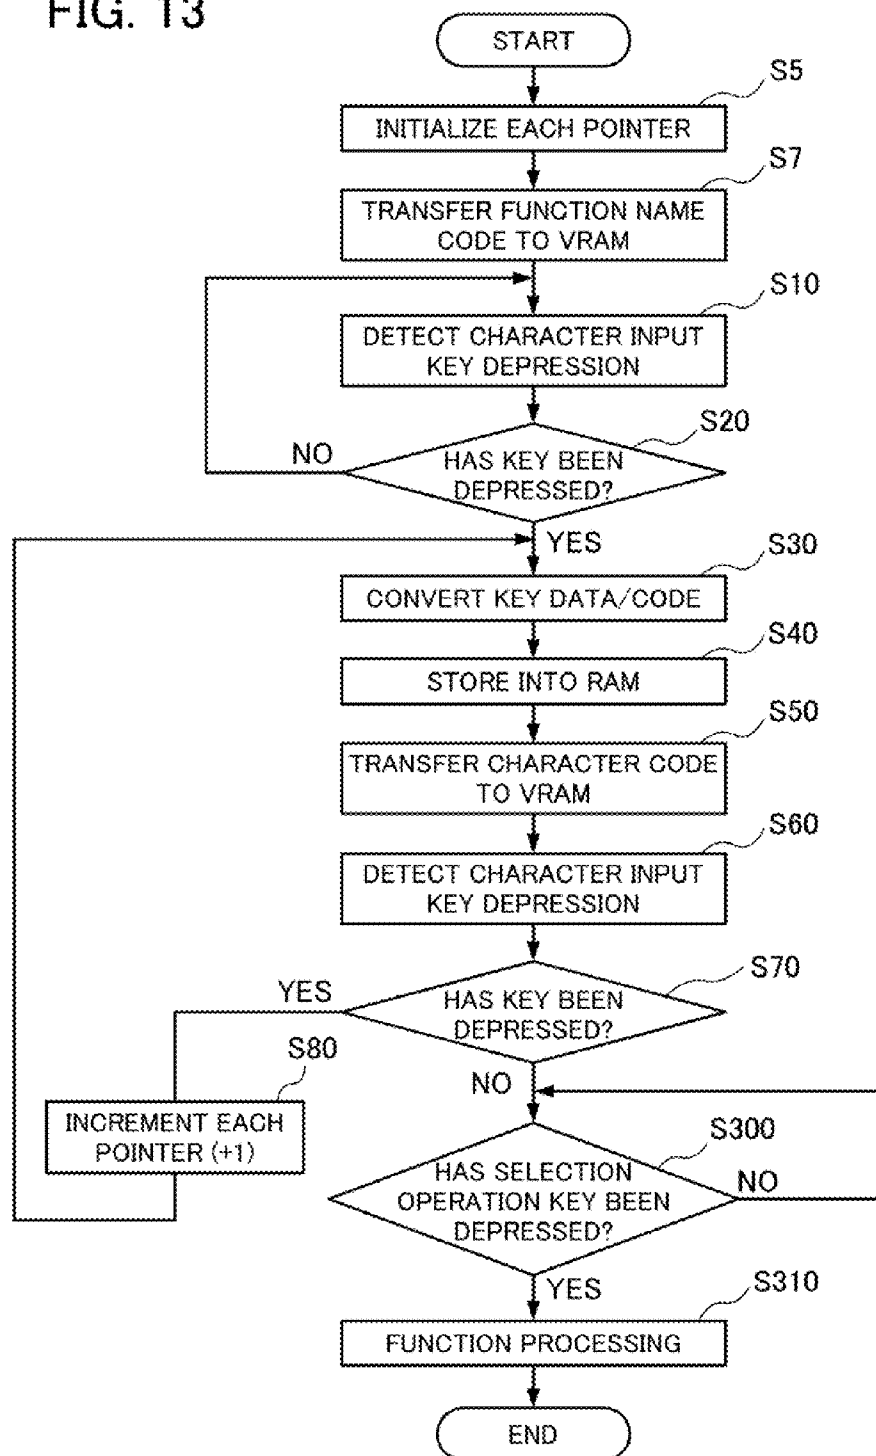 FIG. 13
START
S5
INITIALIZE EACH POINTER
S7
TRANSFER FUNCTION NAME
CODE TO VRAM
S10
DETECT CHARACTER INPUT
KEY DEPRESSION
S20
NO
HAS KEY BEEN
DEPRESSED?
YES
S30
CONVERT KEY DATA/CODE
S40
STORE INTO RAM
S50
TRANSFER CHARACTER CODE
TO VRAM
S60
DETECT CHARACTER INPUT
KEY DEPRESSION
S70
YES
HAS KEY BEEN
DEPRESSED?
S80
NO
INCREMENT EACH
POINTER (+1)
S300
HAS SELECTION
OPERATION KEY BEEN
DEPRESSED?
NO
YES
S310
FUNCTION PROCESSING
END